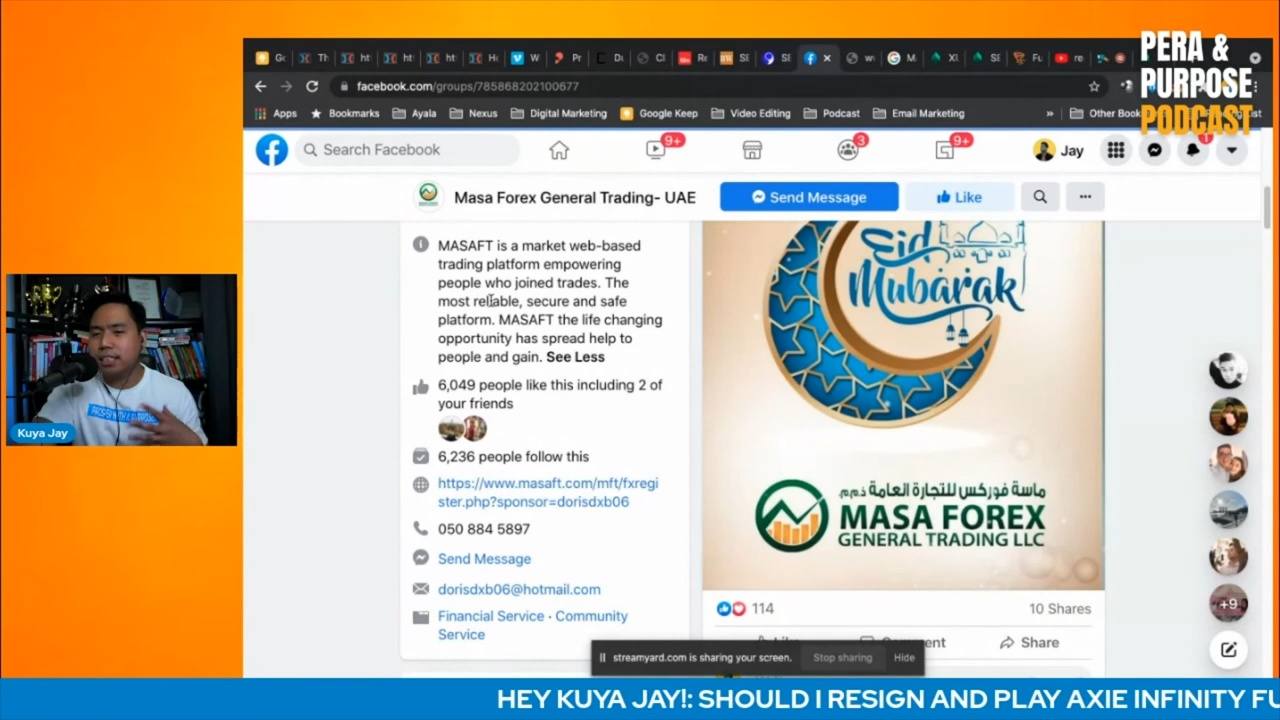 PERA &
PURPOSE
PODCAST
facebook.com/groups/785868202100677
Apps
Bookmarks
Ayala
Nexus
Digital Marketing
Google Keep
Video Editing
Podcast
Email Marketing
»
Search Facebook
9+
3
9+
Jay
1
Masa Forex General Trading- UAE
Send Message
Like
MASAFT is a market web-based
trading platform empowering
people who joined trades. The
most reliable, secure and safe
platform. MASAFT the life changing
opportunity has spread help to
people and gain. See Less
6,049 people like this including 2 of
your friends
6,236 people follow this
https://www.masaft.com/mft/fxregi
ster.php?sponsor=dorisdxb06
050 884 5897
Send Message
dorisdxb06@hotmail.com
Financial Service · Community
Service
Eid
Mubarak
ماسة فوركس للتجارة العامة ذ.م.م.
MASA FOREX
GENERAL TRADING LLC
114
10 Shares
Like
Comment
Share
+9
streamyard.com is sharing your screen.
Stop sharing
Hide
Kuya Jay
HEY KUYA JAY!: SHOULD I RESIGN AND PLAY AXIE INFINITY FU